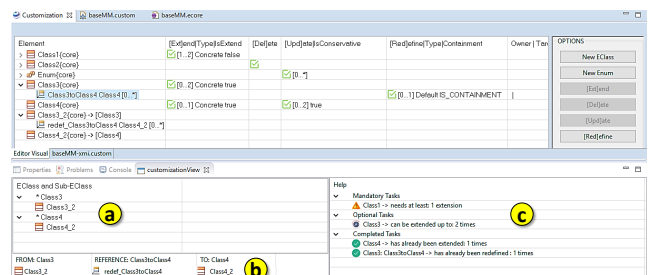 Customization baseMM.custom baseMM.ecore
Element [Ext]end|Type|IsExtend [Del]ete [Upd]ate|IsConservative [Red]efine|Type|Containment Owner | Tar OPTIONS
Class1{core} [1...2] Concrete false New EClass
Class2{core}
Enum{core} [0..*] New Enum
Class3{core} [0...2] Concrete true [Ext]end
Class3toClass4 Class4 [0..*] [0...1] Default IS_CONTAINMENT | [Del]ete
Class4{core} [0...1] Concrete true [0...2] true
Class3_2{core} -> [Class3] [Upd]ate
redef_Class3toClass4 Class4_2 [0..*]
Class4_2{core} -> [Class4] [Red]efine
Editor Visual baseMM-xmi.custom
Properties Problems Console customizationView
EClass and Sub-EClass Help
* Class3 Mandatory Tasks
Class3_2 Class1 -> needs at least: 1 extension
* Class4 Optional Tasks
Class4_2 Class3 -> can be extended up to: 2 times
a c
Completed Tasks
Class4 -> has already been extended: 1 times
Class3: Class3toClass4 -> has already been redefined : 1 times
FROM: Class3 REFERENCE: Class3toClass4 TO: Class4
Class3_2 redef_Class3toClass4 Class4_2 b